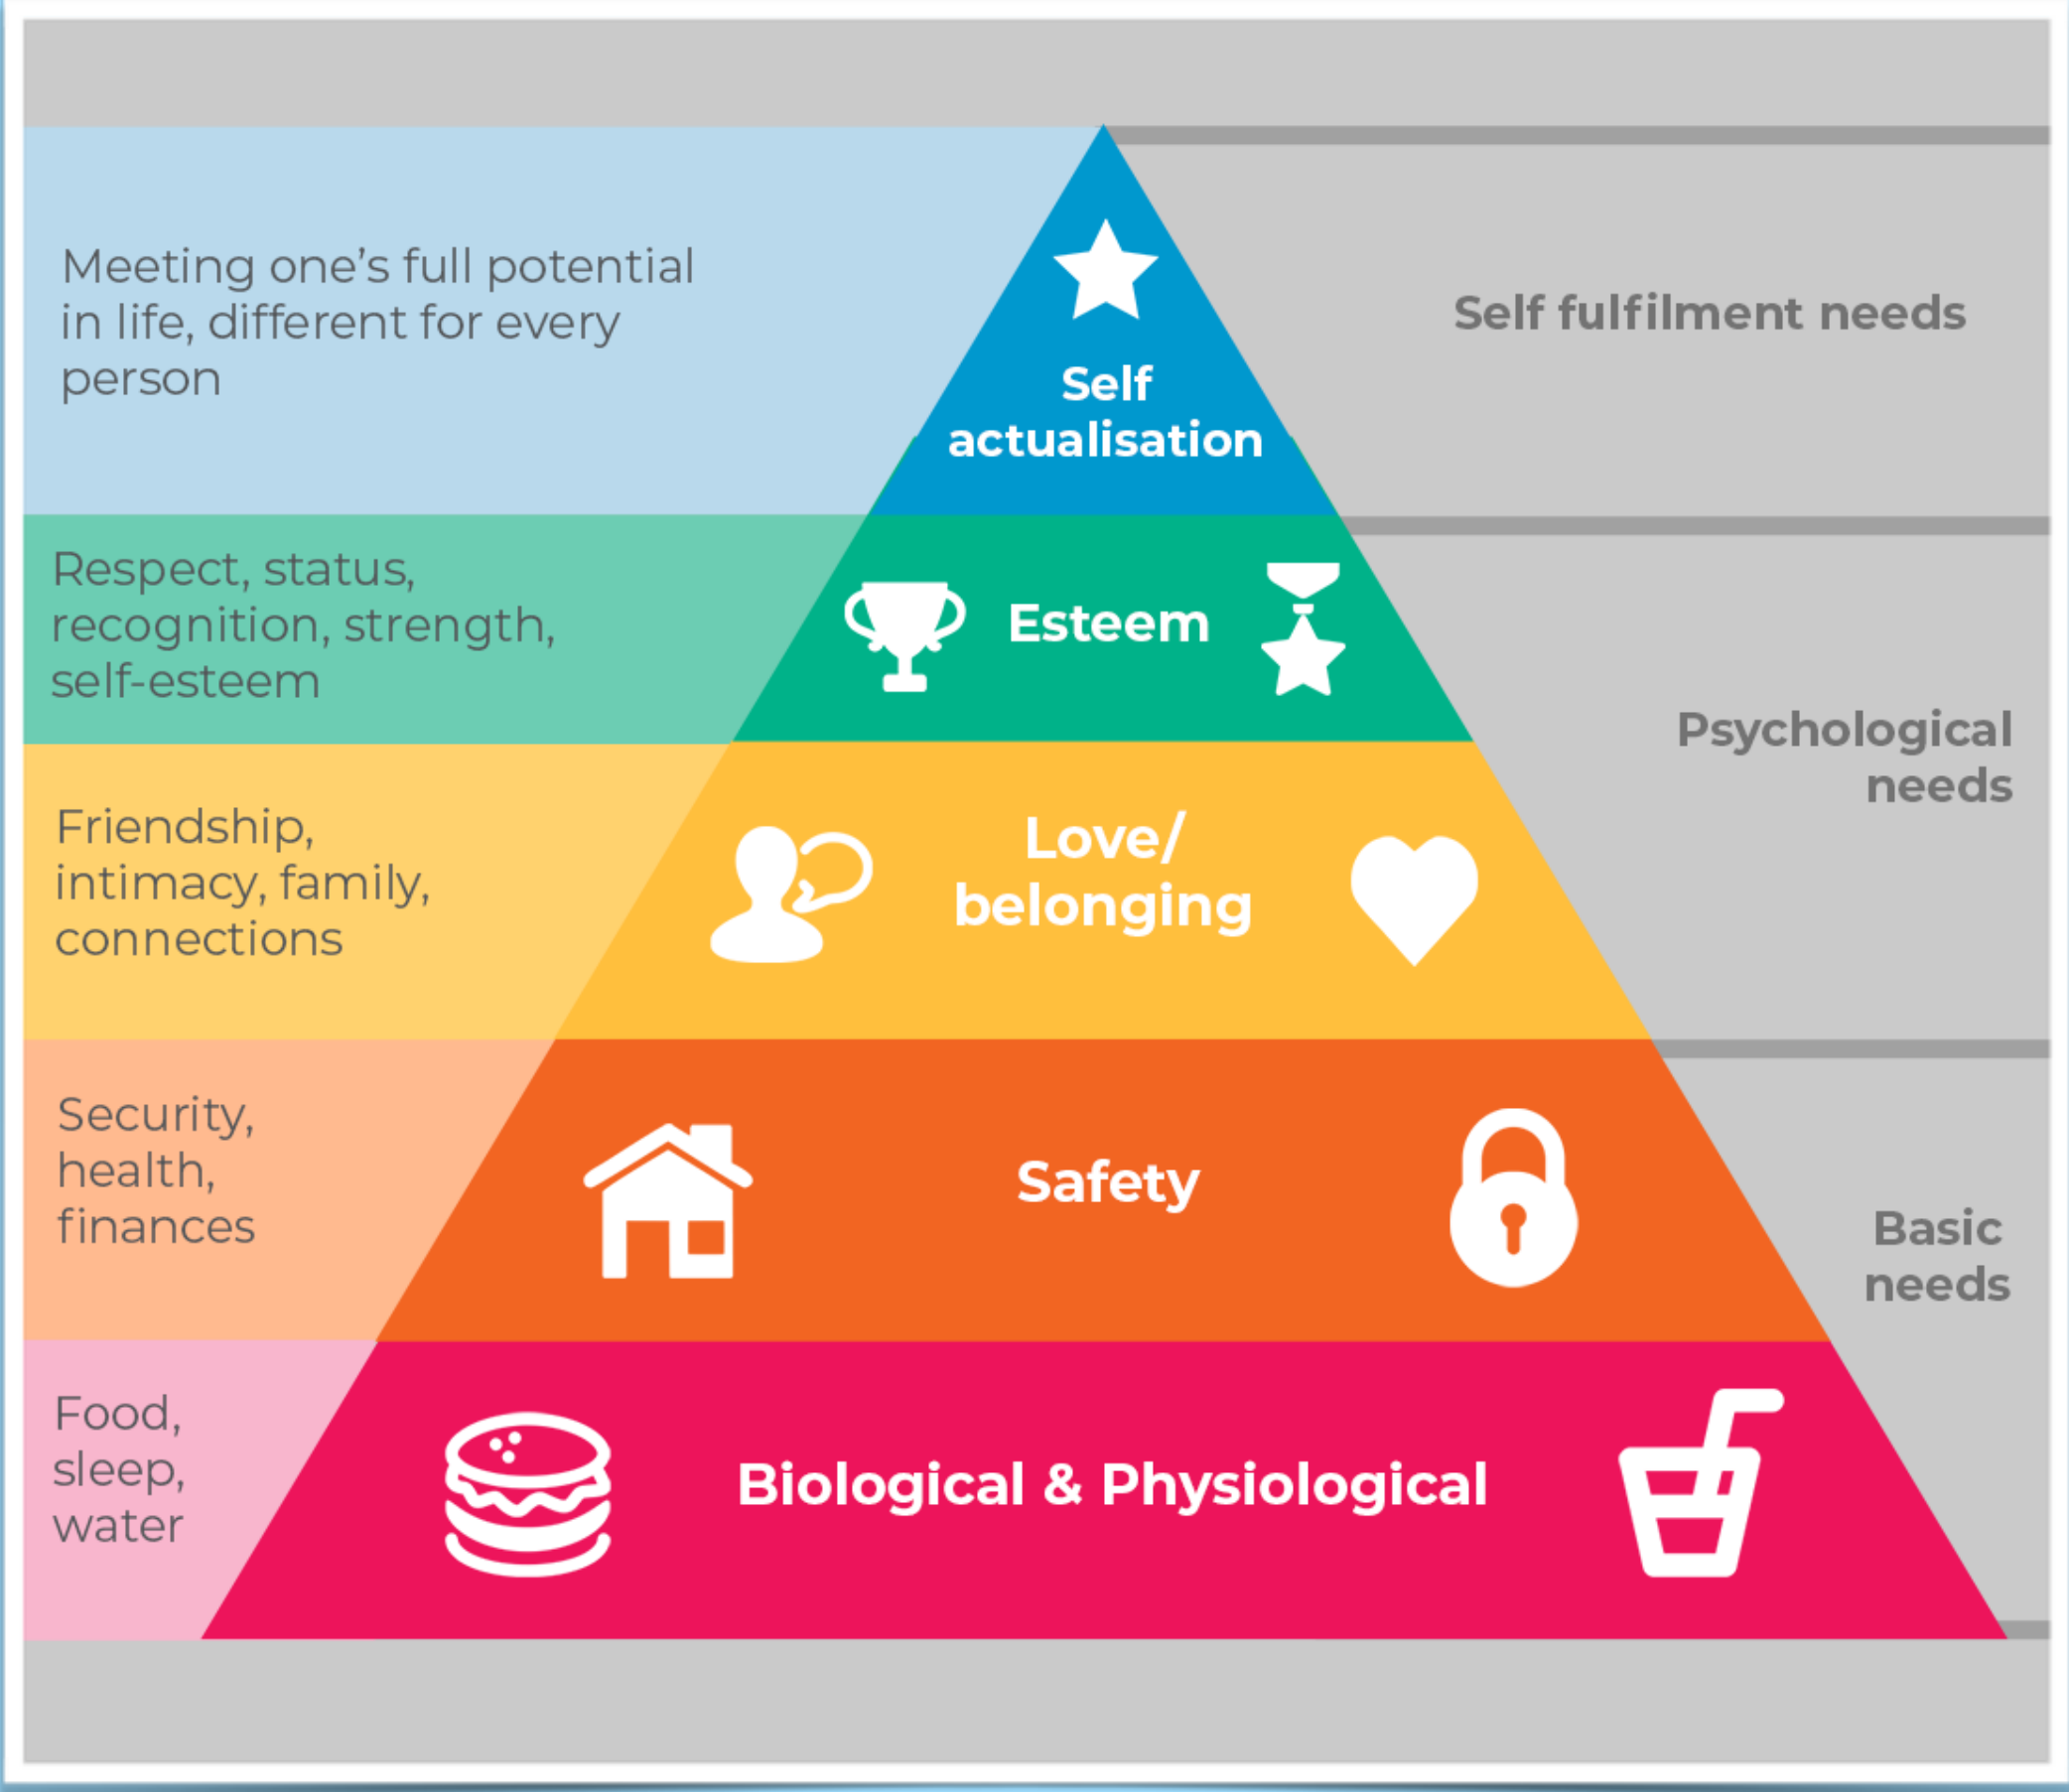 Meeting one's full potential
in life, different for every
person
Self
actualisation
Self fulfilment needs
Respect, status,
recognition, strength,
self-esteem
Esteem
Psychological
needs
Friendship,
intimacy, family,
connections
Love/
belonging
Security,
health,
finances
Safety
Basic
needs
Food,
sleep,
water
Biological & Physiological